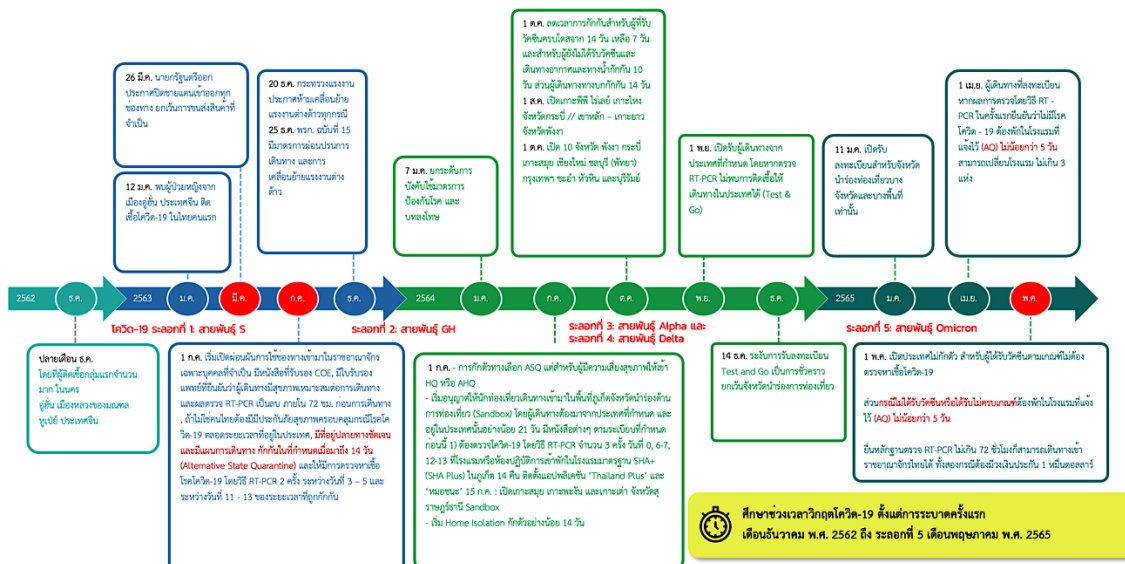 26 มี.ค. นายกรัฐมนตรีออก
ประกาศปิดชายแดนเข้าออกทุก
ช่องทาง ยกเว้นการขนส่งสินค้าที่
จำเป็น
12 ม.ค. พบผู้ป่วยหญิงจาก
เมืองอู่ฮั่น ประเทศจีน ติด
เชื้อโควิด-19 ในไทยคนแรก
20 ธ.ค. กระทรวงแรงงาน
ประกาศห้ามเคลื่อนย้าย
แรงงานต่างด้าวทุกกรณี
25 ธ.ค. พรก. ฉบับที่ 15
มีมาตรการผ่อนปรนการ
เดินทาง และการ
เคลื่อนย้ายแรงงานต่าง
ด้าว
7 ม.ค. ยกระดับการ
บังคับใช้มาตรการ
ป้องกันโรค และ
บทลงโทษ
1 ต.ค. ลดเวลาการกักกันสำหรับผู้ที่รับ
วัคซีนครบโดสจาก 14 วัน เหลือ 7 วัน
และสำหรับผู้ยังไม่ได้รับวัคซีนและ
เดินทางอากาศและทางน้ำกักกัน 10
วัน ส่วนผู้เดินทางทางบกกักกัน 14 วัน
1 ส.ค. เปิดเกาะพีพี ไร่เลย์ เกาะไหง
จังหวัดกระบี่ // เขาหลัก – เกาะยาว
จังหวัดพังงา
1 ต.ค. เปิด 10 จังหวัด พังงา กระบี่
เกาะสมุย เชียงใหม่ ชลบุรี (พัทยา)
กรุงเทพฯ ชะอำ หัวหิน และบุรีรัมย์
1 พ.ย. เปิดรับผู้เดินทางจาก
ประเทศที่กำหนด โดยหากตรวจ
RT-PCR ไม่พบการติดเชื้อให้
เดินทางในประเทศได้ (Test &
Go)
11 ม.ค. เปิดรับ
ลงทะเบียนสำหรับจังหวัด
นำร่องท่องเที่ยวบาง
จังหวัดและบางพื้นที่
เท่านั้น
1 เม.ย. ผู้เดินทางที่ลงทะเบียน
หากผลการตรวจโดยวิธี RT -
PCR ในครั้งแรกยืนยันว่าไม่มีโรค
โควิด - 19 ต้องพักในโรงแรมที่
แจ้งไว้ (AQ) ไม่น้อยกว่า 5 วัน
สามารถเปลี่ยนโรงแรม ไม่เกิน 3
แห่ง
2562 ธ.ค. 2563 ม.ค. มี.ค. ก.ค. ธ.ค. 2564 ม.ค. ก.ค. ต.ค. พ.ย. ธ.ค. 2565 ม.ค. เม.ย. พ.ค.
โควิด-19 ระลอกที่ 1: สายพันธุ์ S
ระลอกที่ 2: สายพันธุ์ GH
ระลอกที่ 3: สายพันธุ์ Alpha และ
ระลอกที่ 4: สายพันธุ์ Delta
ระลอกที่ 5: สายพันธุ์ Omicron
ปลายเดือน ธ.ค.
โดยที่ผู้ติดเชื้อกลุ่มแรกจำนวน
มาก ในนคร
อู่ฮั่น เมืองหลวงของมณฑล
หูเป่ย์ ประเทศจีน
1 ก.ค. เริ่มเปิดผ่อนผันการใช้ช่องทางเข้ามาในราชอาณาจักร
เฉพาะบุคคลที่จำเป็น มีหนังสือที่รับรอง COE, มีใบรับรอง
แพทย์ที่ยืนยันว่าผู้เดินทางมีสุขภาพเหมาะสมต่อการเดินทาง
และผลตรวจ RT-PCR เป็นลบ ภายใน 72 ชม. ก่อนการเดินทาง
, ถ้าไม่ใช่คนไทยต้องมีมีประกันภัยสุขภาพครอบคลุมกรณีโรคโค
วิด-19 ตลอดระยะเวลาที่อยู่ในประเทศ, มีที่อยู่ปลายทางชัดเจน
และมีแผนการเดินทาง กักกันในที่กำหนดเมื่อมาถึง 14 วัน
(Alternative State Quarantine) และให้มีการตรวจหาเชื้อ
โรคโควิด-19 โดยวิธี RT-PCR 2 ครั้ง ระหว่างวันที่ 3 – 5 และ
ระหว่างวันที่ 11 - 13 ของระยะเวลาที่ถูกกักกัน
1 ก.ค. - การกักตัวทางเลือก ASQ แต่สำหรับผู้มีความเสี่ยงสุขภาพให้เข้า
HQ หรือ AHQ
- เริ่มอนุญาตให้นักท่องเที่ยวเดินทางเข้ามาในพื้นที่ภูเก็ตจังหวัดนำร่องด้าน
การท่องเที่ยว (Sandbox) โดยผู้เดินทางต้องมาจากประเทศที่กำหนด และ
อยู่ในประเทศนั้นอย่างน้อย 21 วัน มีหนังสือต่างๆ ตามระเบียบที่กำหนด
ก่อนนี้ 1) ต้องตรวจโควิด-19 โดยวิธี RT-PCR จำนวน 3 ครั้ง วันที่ 0, 6-7,
12-13 ที่โรงแรมหรือห้องปฏิบัติการเข้าพักในโรงแรมมาตรฐาน SHA+
(SHA Plus) ในภูเก็ต 14 คืน ติดตั้งแอปพลิเคชัน 'Thailand Plus' และ
'หมอชนะ' 15 ก.ค. : เปิดเกาะสมุย เกาะพะงัน และเกาะเต่า จังหวัดสุ
ราษฎร์ธานี Sandbox
- เริ่ม Home Isolation กักตัวอย่างน้อย 14 วัน
14 ธ.ค. ระงับการรับลงทะเบียน
Test and Go เป็นการชั่วคราว
ยกเว้นจังหวัดนำร่องการท่องเที่ยว
1 พ.ค. เปิดประเทศไม่กักตัว สำหรับผู้ได้รับวัคซีนตามเกณฑ์ไม่ต้อง
ตรวจหาเชื้อโควิด-19
ส่วนกรณีไม่ได้รับวัคซีนหรือได้รับไม่ครบเกณฑ์ต้องพักในโรงแรมที่แจ้ง
ไว้ (AQ) ไม่น้อยกว่า 5 วัน
ยืนหลักฐานตรวจ RT-PCR ไม่เกิน 72 ชั่วโมงก็สามารถเดินทางเข้า
ราชอาณาจักรไทยได้ ทั้งสองกรณีต้องมีวงเงินประกัน 1 หมื่นดอลลาร์
ศึกษาช่วงเวลาวิกฤตโควิด-19 ตั้งแต่การระบาดครั้งแรก
เดือนธันวาคม พ.ศ. 2562 ถึง ระลอกที่ 5 เดือนพฤษภาคม พ.ศ. 2565